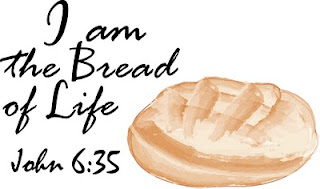 I am
the Bread
of Life
John 6:35